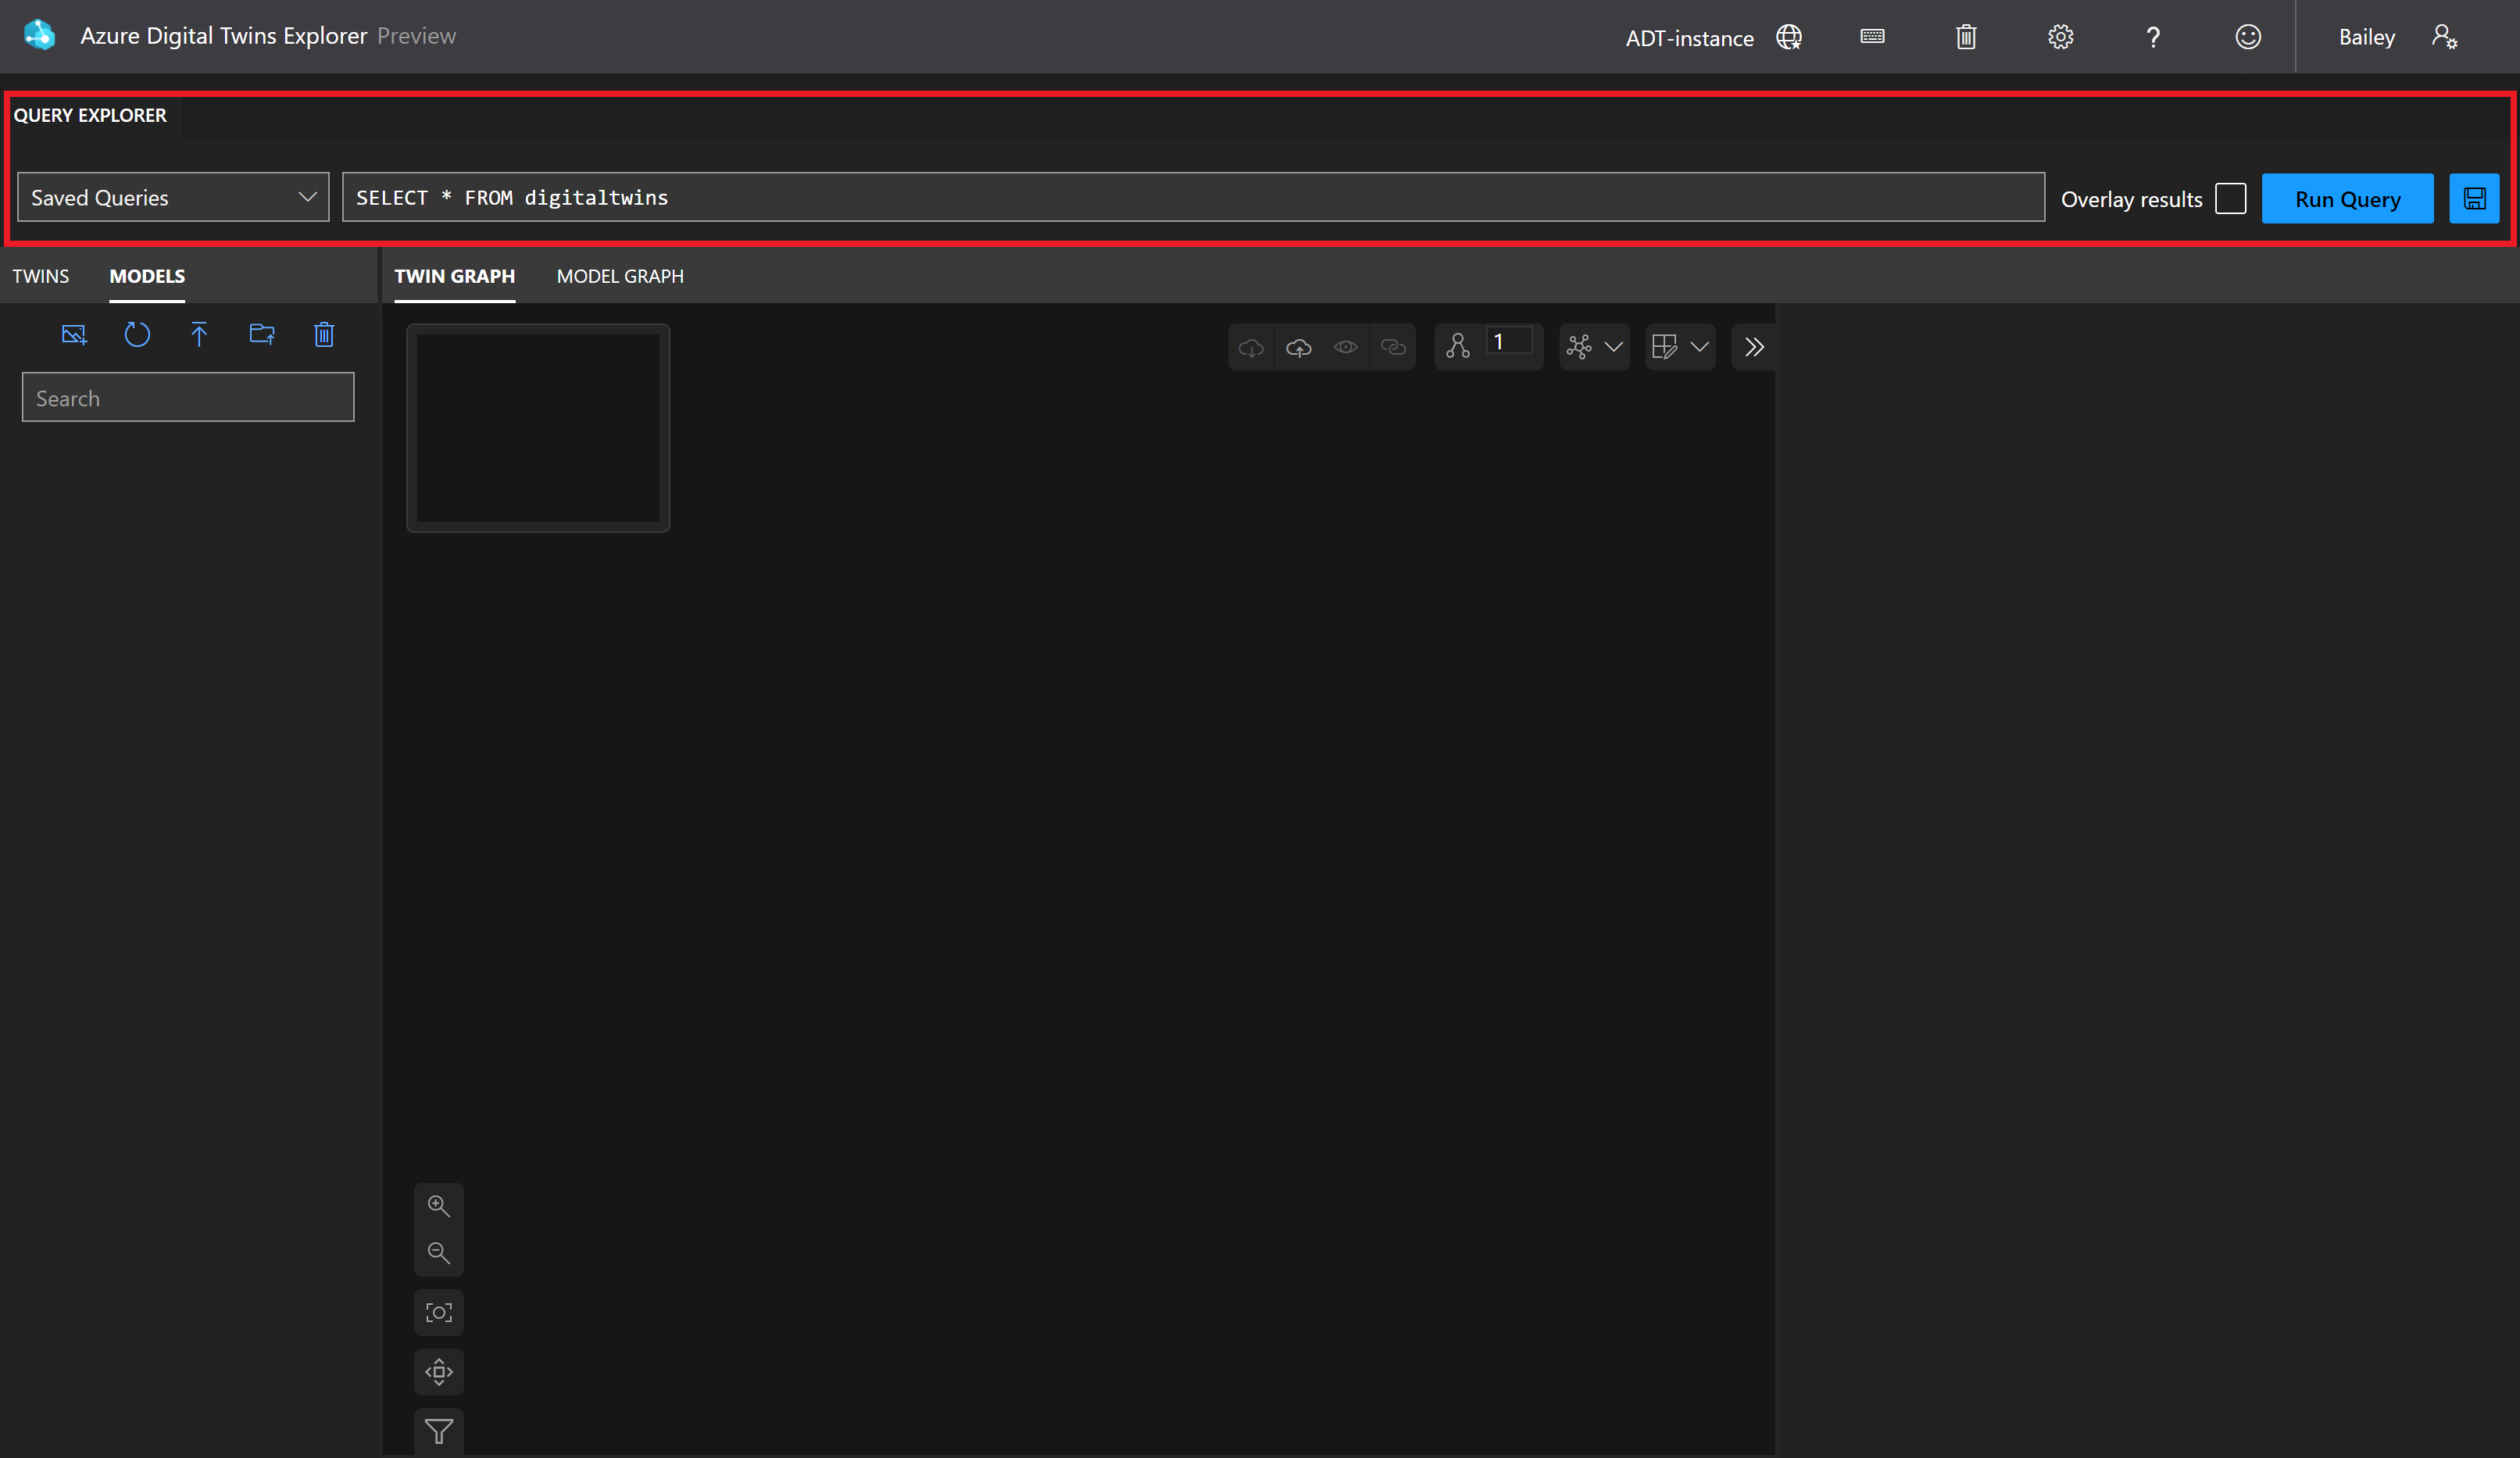 Azure Digital Twins Explorer Preview
ADT-instance
?
Bailey
QUERY EXPLORER
Saved Queries
SELECT * FROM digitaltwins
Overlay results
Run Query
TWINS
MODELS
TWIN GRAPH
MODEL GRAPH
1
Search